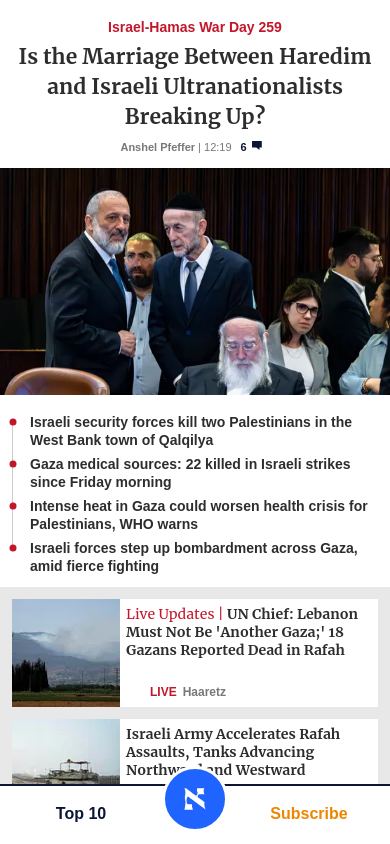 Israel-Hamas War Day 259
Is the Marriage Between Haredim
and Israeli Ultranationalists
Breaking Up?
Anshel Pfeffer | 12:19 6
Israeli security forces kill two Palestinians in the
West Bank town of Qalqilya
Gaza medical sources: 22 killed in Israeli strikes
since Friday morning
Intense heat in Gaza could worsen health crisis for
Palestinians, WHO warns
Israeli forces step up bombardment across Gaza,
amid fierce fighting
Live Updates | UN Chief: Lebanon
Must Not Be 'Another Gaza;' 18
Gazans Reported Dead in Rafah
LIVE Haaretz
Israeli Army Accelerates Rafah
Assaults, Tanks Advancing
Northward and Westward
Top 10
א
Subscribe